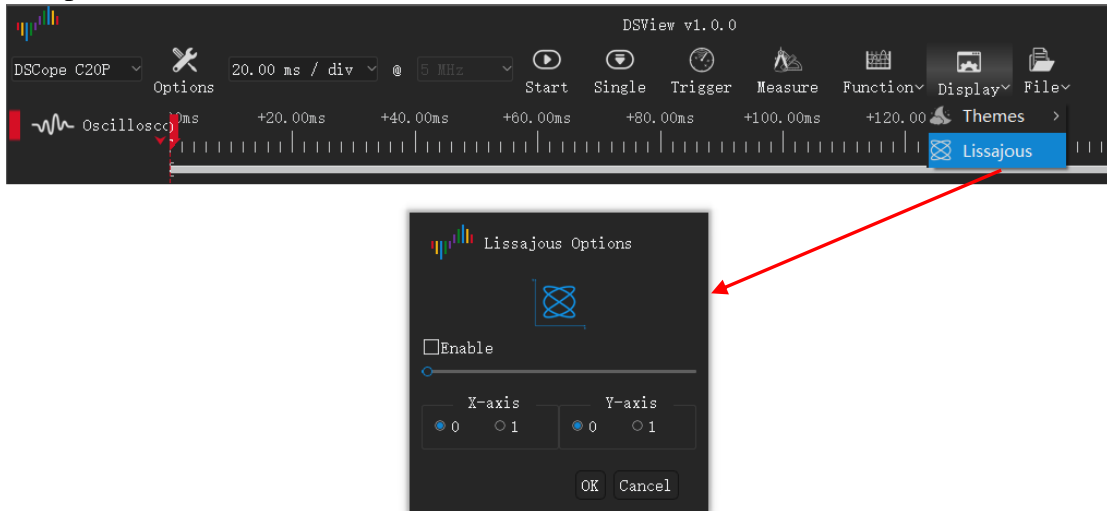 DSView v1.0.0
DSCope C20P Options 20.00 ms / div @ 5 MHz Start Single Trigger Measure Function Display File
Oscillosc 0ms +20.00ms +40.00ms +60.00ms +80.00ms +100.00ms +120.00 Themes
Lissajous
Lissajous Options
Enable
X-axis Y-axis
0 1 0 1
OK Cancel